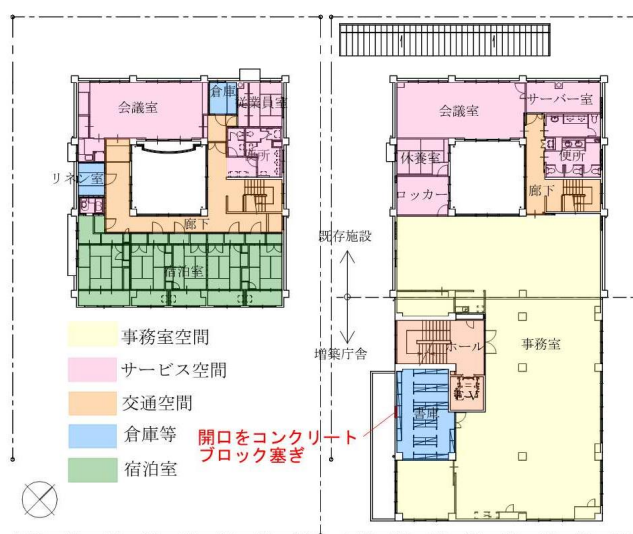 会議室
倉庫
従業員室
便所
リネン室
廊下
宿泊室
会議室
サーバー室
休養室
便所
ロッカー
廊下
既存施設
増築庁舎
ホール
事務室
EV
書庫
開口をコンクリート
ブロック塞ぎ
事務室空間
サービス空間
交通空間
倉庫等
宿泊室